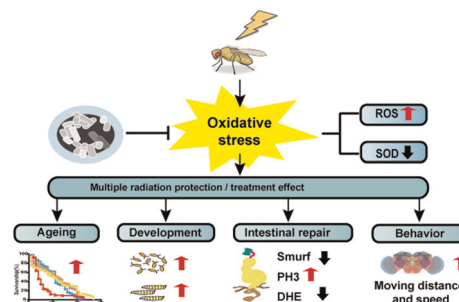 Oxidative
stress
ROS
SOD
Multiple radiation protection / treatment effect
Ageing
Development
Intestinal repair
Behavior
Smurf
PH3
DHE
Moving distance
and speed